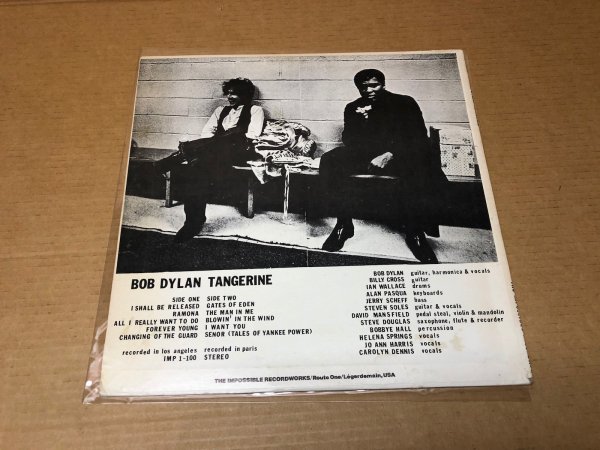 BOB DYLAN TANGERINE
SIDE ONE
I SHALL BE RELEASED
RAMONA
ALL I REALLY WANT TO DO
FOREVER YOUNG
CHANGING OF THE GUARD
recorded in los angeles
IMP 1-100
SIDE TWO
GATES OF EDEN
THE MAN IN ME
BLOWIN' IN THE WIND
I WANT YOU
SENOR (TALES OF YANKEE POWER)
recorded in paris
STEREO
BOB DYLAN guitar, harmonica & vocals
BILLY CROSS guitar
IAN WALLACE drums
ALAN PASQUA keyboards
JERRY SCHEFF bass
STEVEN SOLES guitar & vocals
DAVID MANSFIELD pedal steal, violin & mandolin
STEVE DOUGLAS saxophone, flute & recorder
BOBBYE HALL percussion
HELENA SPRINGS vocals
JO ANN HARRIS vocals
CAROLYN DENNIS vocals
THE IMPOSSIBLE RECORDWORKS/Route One/Légerdemain, USA